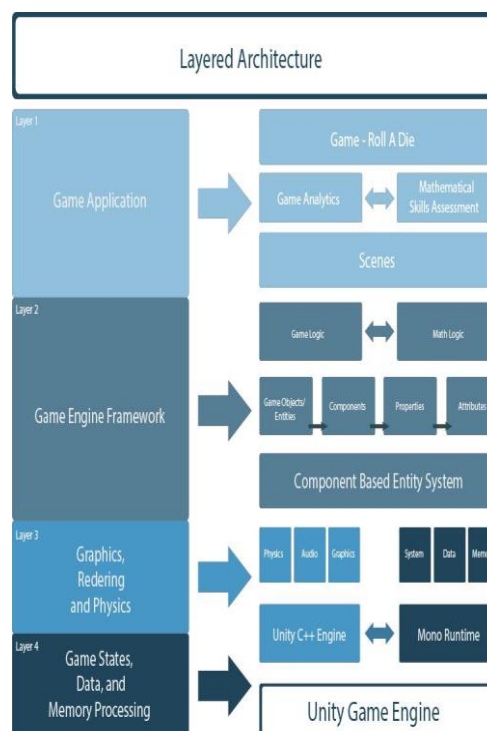 Layered Architecture
Layer 1
Game Application
Game - Roll A Die
Game Analytics
Mathematical
Skills Assessment
Scenes
Layer 2
Game Engine Framework
Game Logic
Math Logic
Game Objects/
Entities
Components
Properties
Attributes
Component Based Entity System
Layer 3
Graphics,
Redering
and Physics
Physics
Audio
Graphics
System
Data
Memo
Unity C++ Engine
Mono Runtime
Layer 4
Game States,
Data, and
Memory Processing
Unity Game Engine